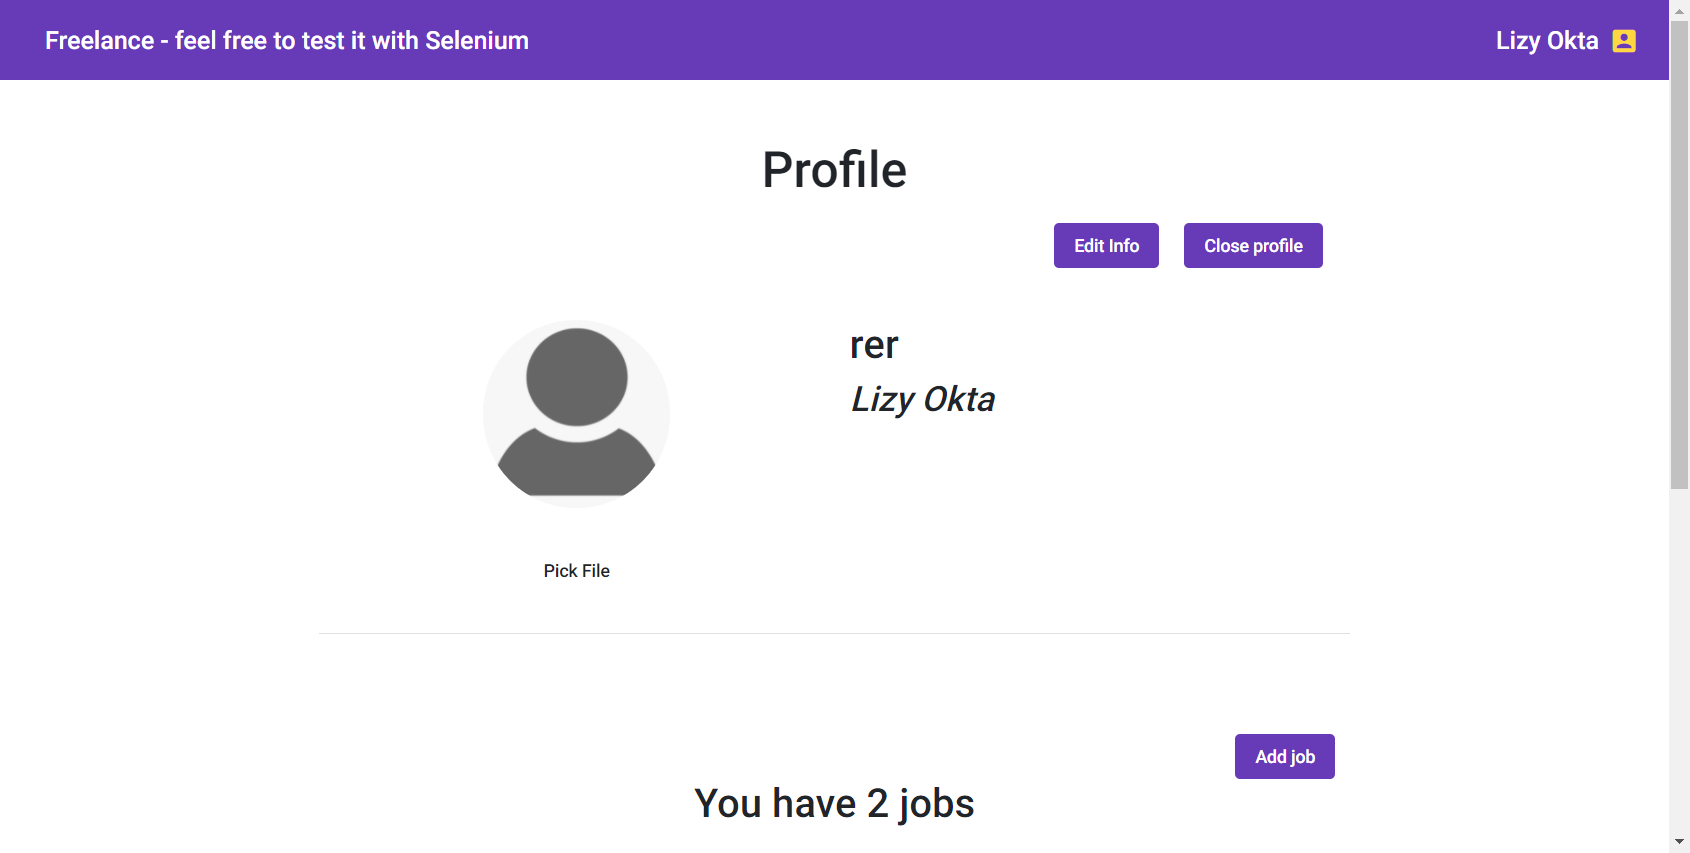 Freelance - feel free to test it with Selenium
Lizy Okta
Profile
Edit Info
Close profile
rer
Lizy Okta
Pick File
Add job
You have 2 jobs